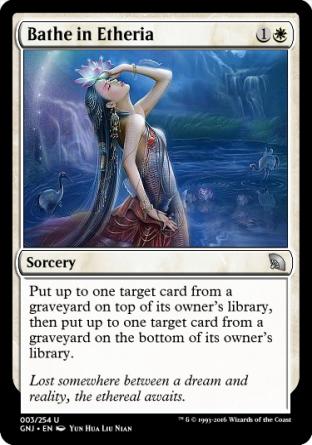 Bathe in Etheria 1
Sorcery
Put up to one target card from a
graveyard on top of its owner's library,
then put up to one target card from a
graveyard on the bottom of its owner's
library.
Lost somewhere between a dream and
reality, the ethereal awaits.
003/254 U
GNJ • EN Yun Hua Liu Nian
™ & © 1993-2016 Wizards of the Coast